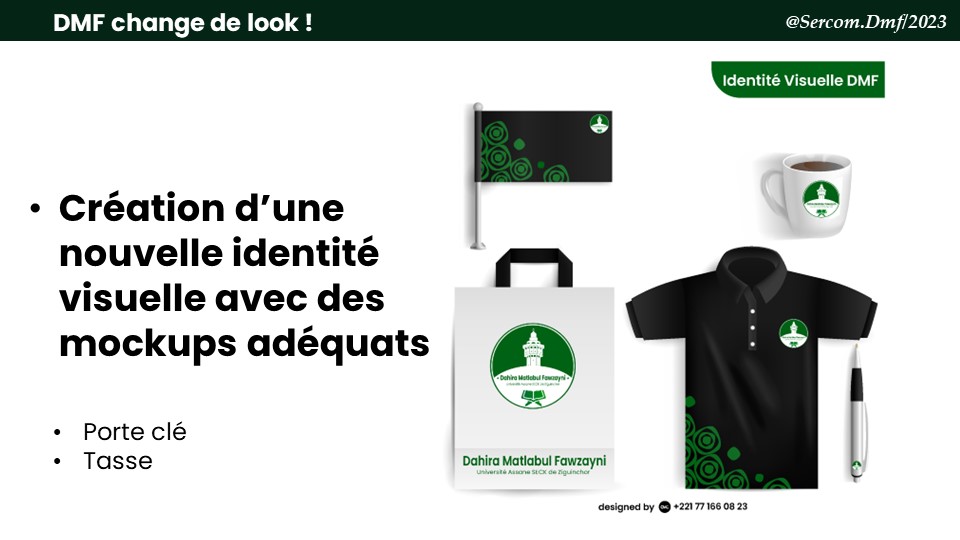 DMF change de look !
@Sercom.Dmf/2023
Identité Visuelle DMF
• Création d’une
nouvelle identité
visuelle avec des
mockups adéquats
• Porte clé
• Tasse
• Dahira Matlabul Fawzayni •
Dahira Matlabul Fawzayni
Université Assane SECK de Ziguinchor
designed by
+221 77 166 08 23